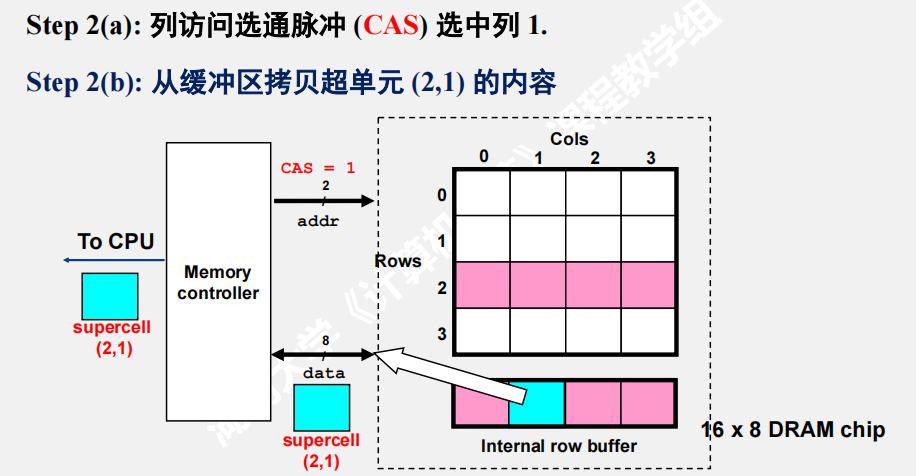 Step 2(a): 列访问选通脉冲 (CAS) 选中列 1.
Step 2(b): 从缓冲区拷贝超单元 (2,1) 的内容
Cols
0 1 2 3
CAS = 1
2
addr
0
1
Rows
2
3
To CPU
Memory
controller
supercell
(2,1)
8
data
supercell
(2,1)
Internal row buffer
16 x 8 DRAM chip